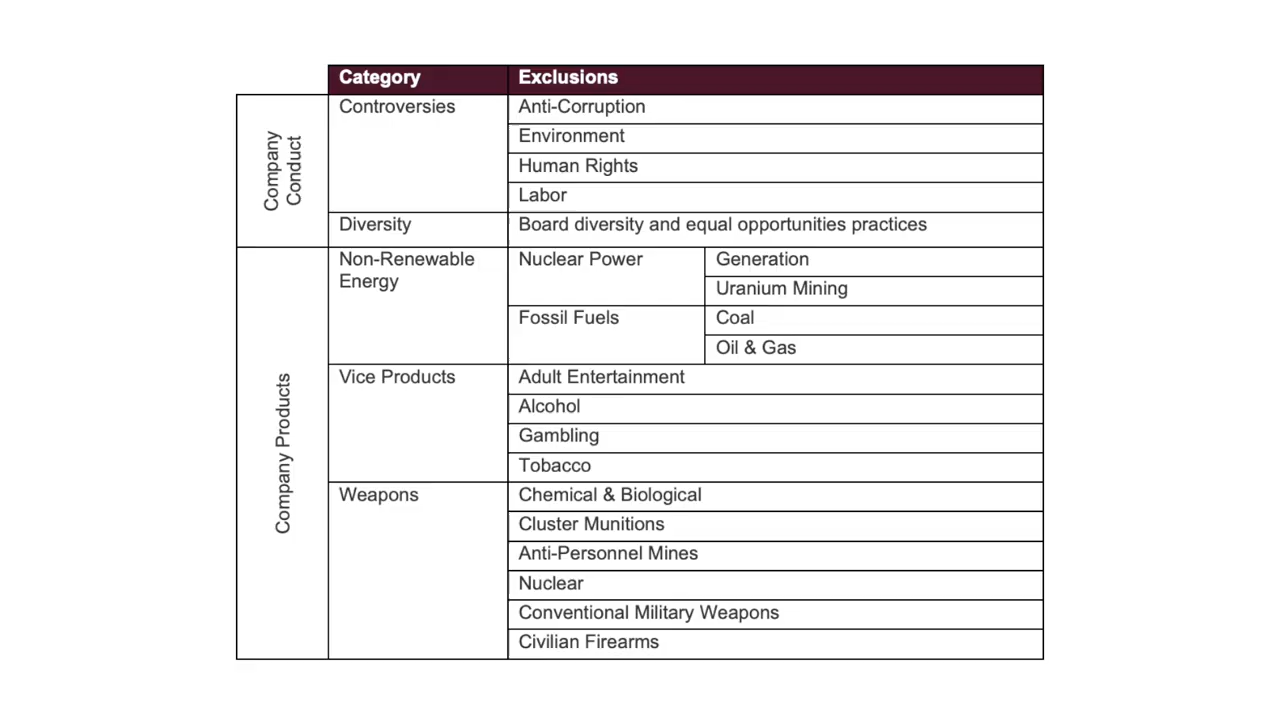 Category Exclusions
Company
Conduct
Controversies
Anti-Corruption
Environment
Human Rights
Labor
Diversity
Board diversity and equal opportunities practices
Company Products
Non-Renewable
Energy
Nuclear Power
Generation
Uranium Mining
Fossil Fuels
Coal
Oil & Gas
Vice Products
Adult Entertainment
Alcohol
Gambling
Tobacco
Weapons
Chemical & Biological
Cluster Munitions
Anti-Personnel Mines
Nuclear
Conventional Military Weapons
Civilian Firearms